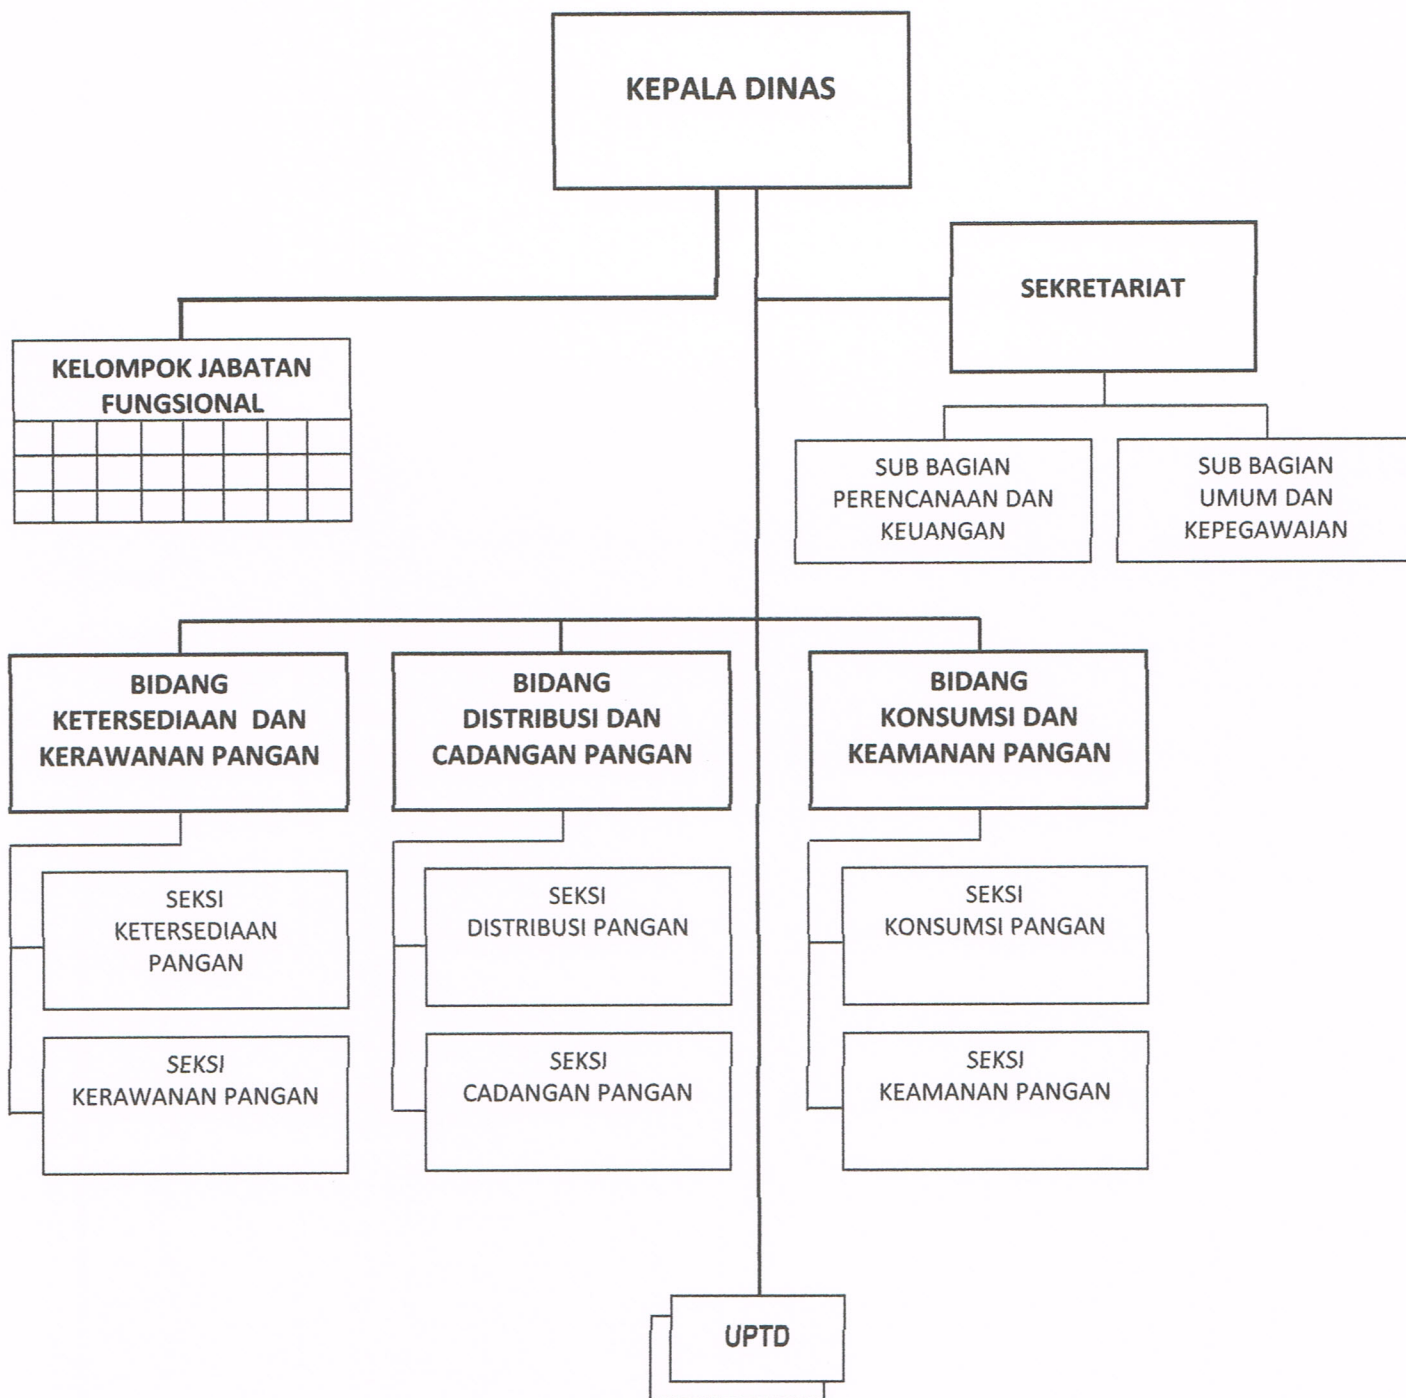 KEPALA DINAS
SEKRETARIAT
KELOMPOK JABATAN
FUNGSIONAL
SUB BAGIAN
PERENCANAAN DAN
KEUANGAN
SUB BAGIAN
UMUM DAN
KEPEGAWAIAN
BIDANG
KETERSEDIAAN DAN
KERAWANAN PANGAN
BIDANG
DISTRIBUSI DAN
CADANGAN PANGAN
BIDANG
KONSUMSI DAN
KEAMANAN PANGAN
SEKSI
KETERSEDIAAN
PANGAN
SEKSI
DISTRIBUSI PANGAN
SEKSI
KONSUMSI PANGAN
SEKSI
KERAWANAN PANGAN
SEKSI
CADANGAN PANGAN
SEKSI
KEAMANAN PANGAN
UPTD